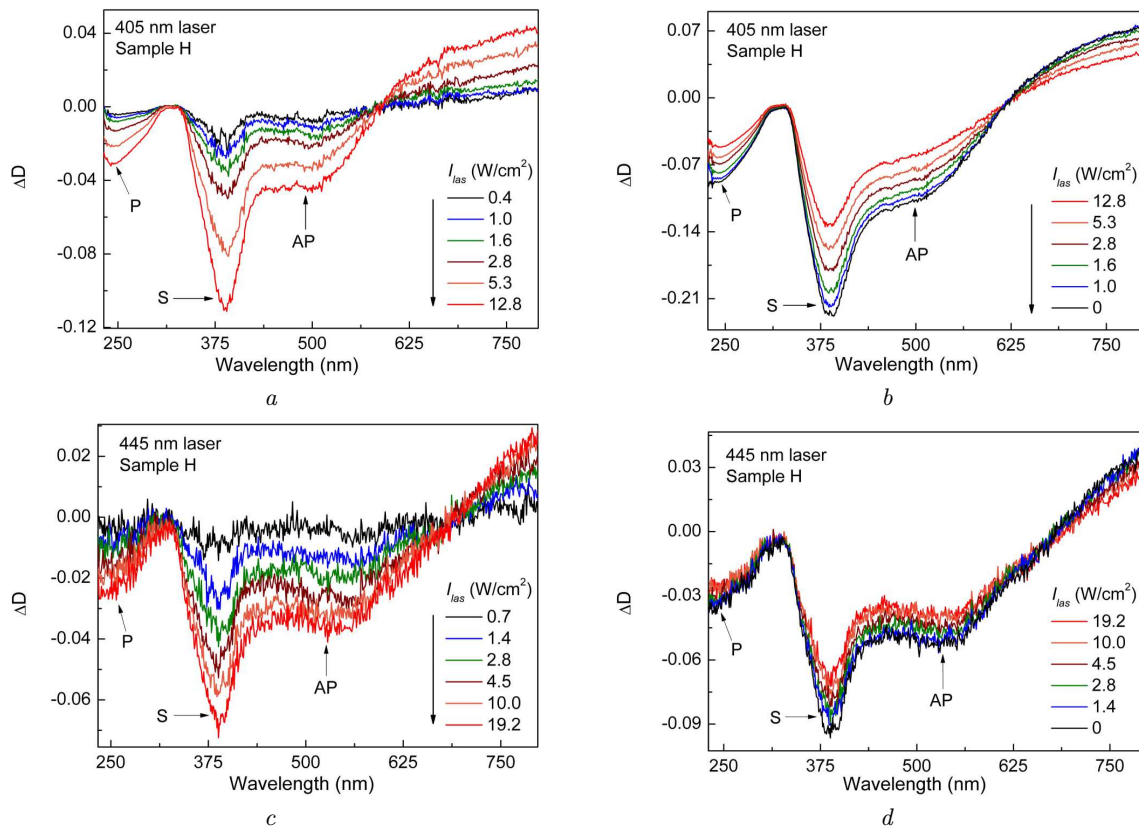 405 nm laser
Sample H
0.04
0.00
-0.04
-0.08
-0.12
ΔD
P
S
AP
I_las (W/cm²)
0.4
1.0
1.6
2.8
5.3
12.8
250 375 500 625 750
Wavelength (nm)
a
405 nm laser
Sample H
0.07
0.00
-0.07
-0.14
-0.21
ΔD
P
S
AP
I_las (W/cm²)
12.8
5.3
2.8
1.6
1.0
0
250 375 500 625 750
Wavelength (nm)
b
445 nm laser
Sample H
0.02
0.00
-0.02
-0.04
-0.06
ΔD
P
S
AP
I_las (W/cm²)
0.7
1.4
2.8
4.5
10.0
19.2
250 375 500 625 750
Wavelength (nm)
c
445 nm laser
Sample H
0.03
0.00
-0.03
-0.06
-0.09
ΔD
P
S
AP
I_las (W/cm²)
19.2
10.0
4.5
2.8
1.4
0
250 375 500 625 750
Wavelength (nm)
d